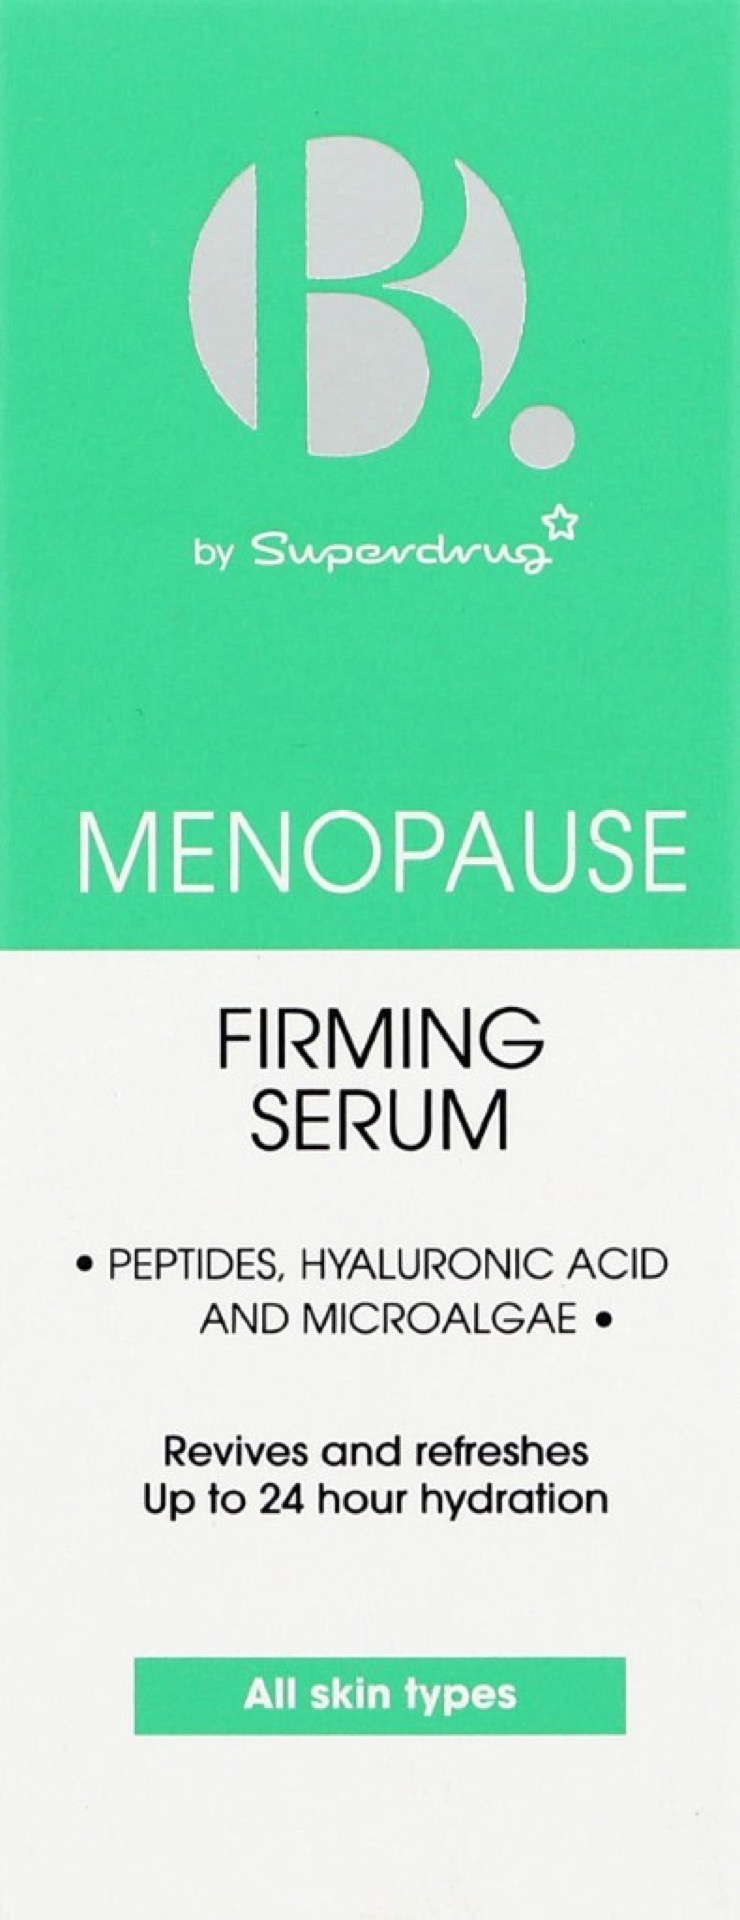 B.
by Superdrug
MENOPAUSE
FIRMING
SERUM
• PEPTIDES, HYALURONIC ACID
AND MICROALGAE •
Revives and refreshes
Up to 24 hour hydration
All skin types